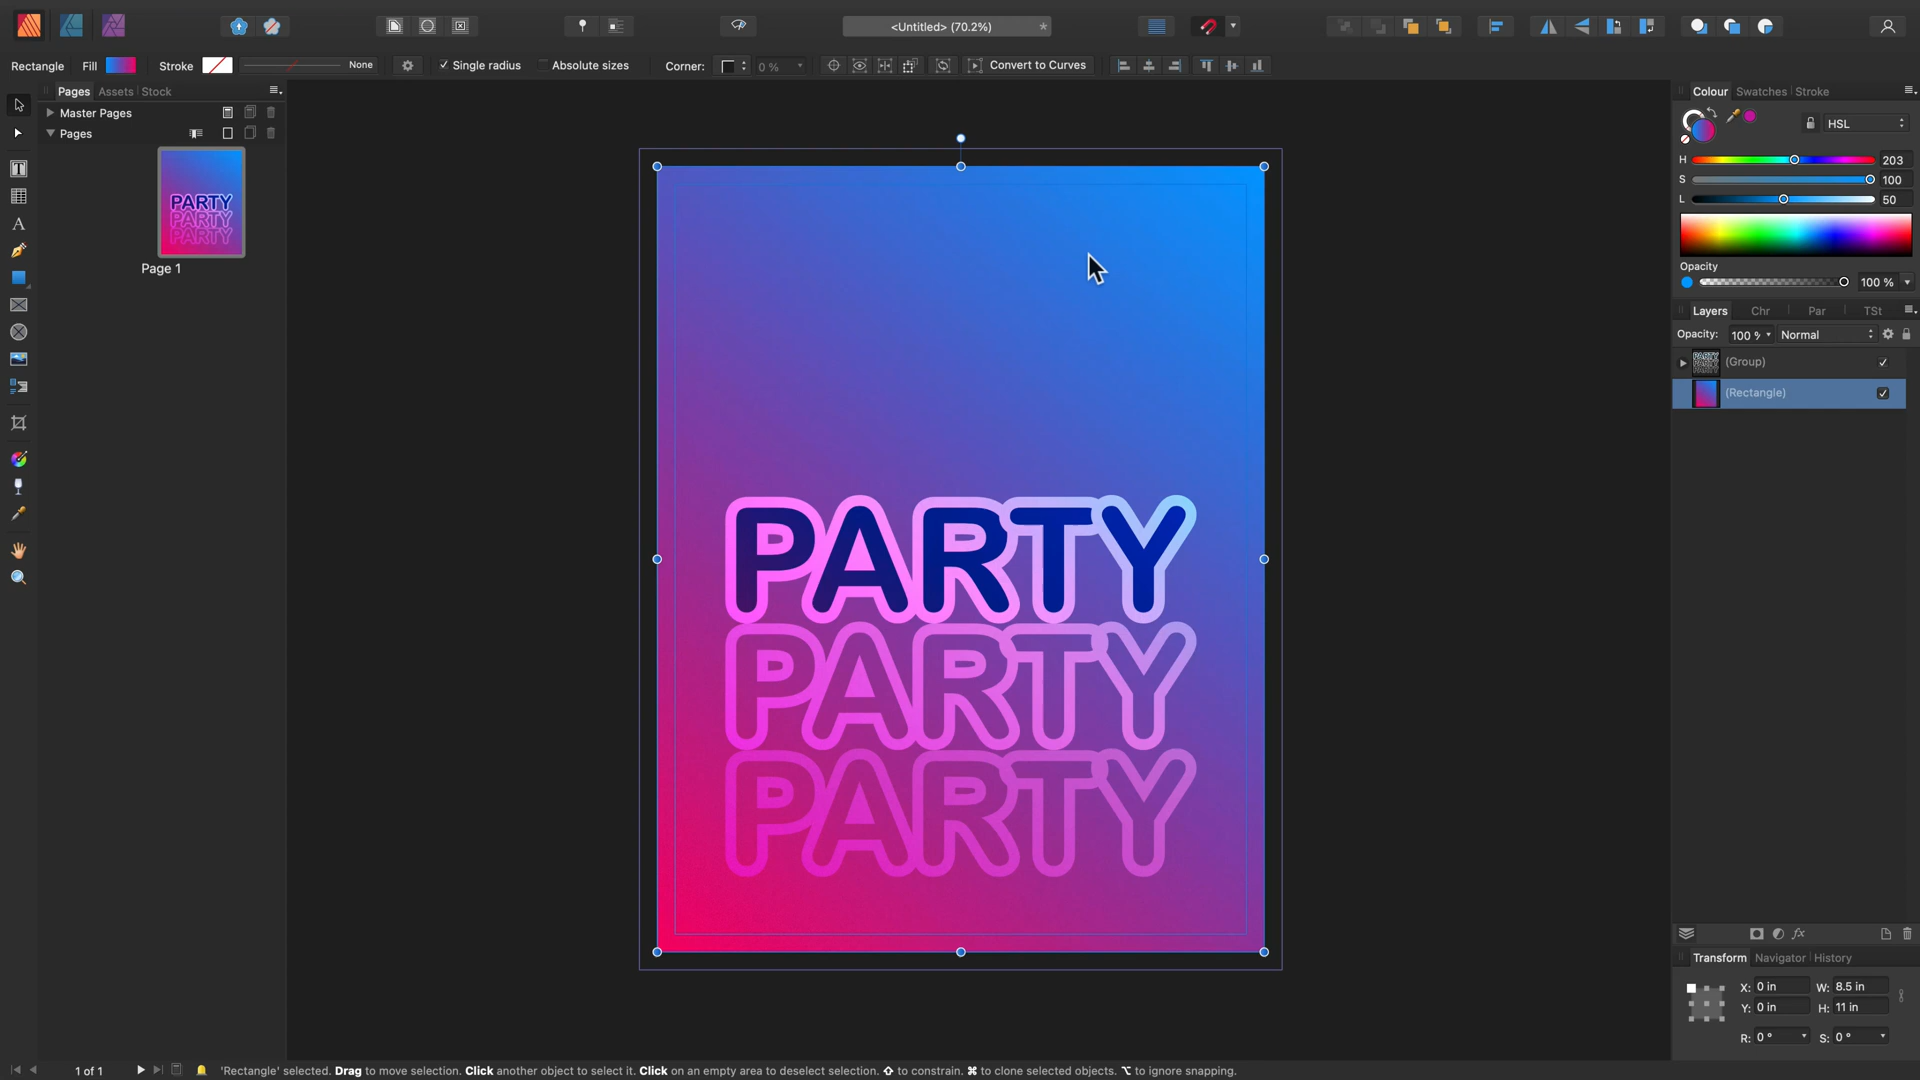 <Untitled> (70.2%)
*
Rectangle Fill Stroke None Single radius Absolute sizes Corner: 0 % Convert to Curves
Pages Assets Stock
Master Pages
Pages
PARTY
PARTY
PARTY
Page 1
PARTY
PARTY
PARTY
Colour Swatches Stroke
HSL
H 203
S 100
L 50
Opacity
100 %
Layers Chr Par TSt
Opacity: 100 % Normal
(Group)
(Rectangle)
Transform Navigator History
X: 0 in W: 8.5 in
Y: 0 in H: 11 in
R: 0 ° S: 0 °
1 of 1 'Rectangle' selected. Drag to move selection. Click another object to select it. Click on an empty area to deselect selection. ⇧ to constrain. ⌘ to clone selected objects. ⌥ to ignore snapping.